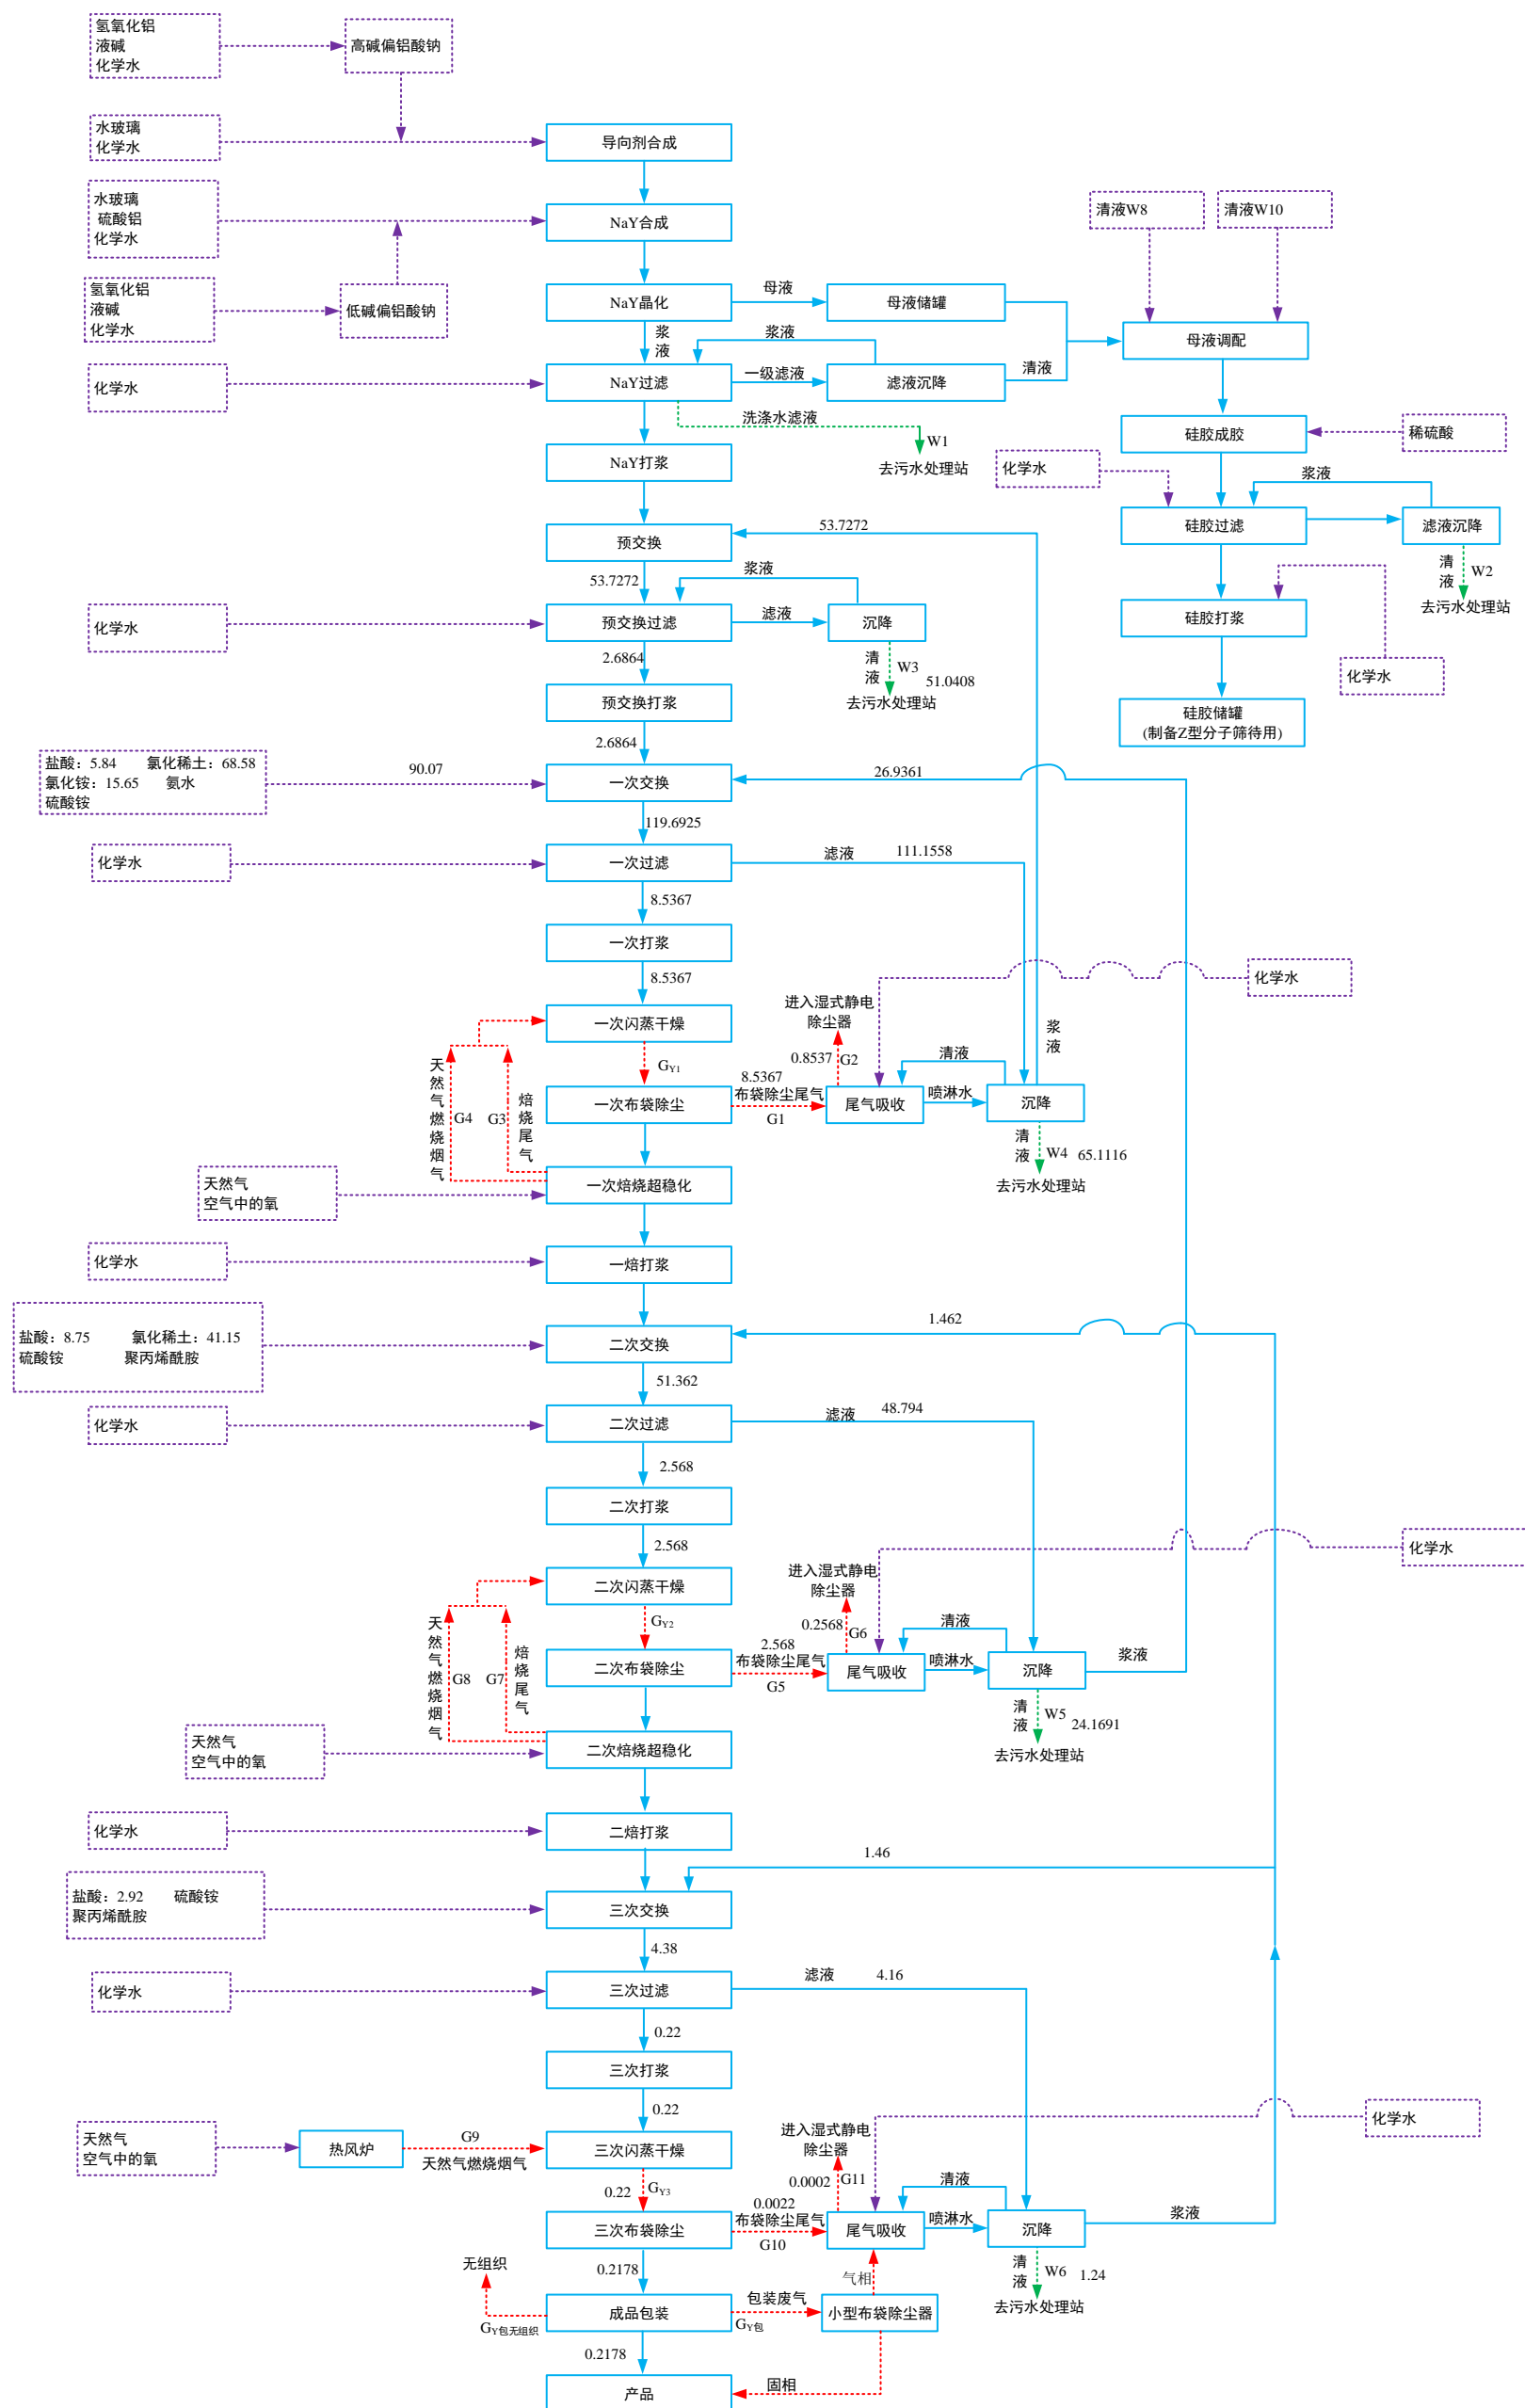 氢氧化铝
液碱
化学水
高碱偏铝酸钠
水玻璃
化学水
导向剂合成
水玻璃
硫酸铝
化学水
NaY合成
清液W8
清液W10
氢氧化铝
液碱
化学水
低碱偏铝酸钠
NaY晶化
母液
母液储罐
母液调配
浆液
浆液
化学水
NaY过滤
一级滤液
滤液沉降
清液
洗涤水滤液
W1
去污水处理站
硅胶成胶
稀硫酸
NaY打浆
化学水
浆液
硅胶过滤
滤液沉降
预交换
53.7272
53.7272
浆液
清液
W2
去污水处理站
化学水
预交换过滤
滤液
沉降
硅胶打浆
2.6864
清液
W3
51.0408
去污水处理站
化学水
预交换打浆
硅胶储罐
(制备Z型分子筛待用)
2.6864
盐酸：5.84 氯化稀土：68.58
氯化铵：15.65 氨水
硫酸铵
90.07
一次交换
26.9361
119.6925
化学水
一次过滤
滤液
111.1558
8.5367
一次打浆
8.5367
化学水
一次闪蒸干燥
进入湿式静电
除尘器
浆液
天然气燃烧烟气
G4
G3
焙烧尾气
GY1
0.8537
G2
清液
8.5367
一次布袋除尘
布袋除尘尾气
G1
尾气吸收
喷淋水
沉降
清液
W4
65.1116
去污水处理站
天然气
空气中的氧
一次焙烧超稳化
化学水
一焙打浆
盐酸：8.75 氯化稀土：41.15
硫酸铵 聚丙烯酰胺
二次交换
1.462
51.362
化学水
二次过滤
滤液
48.794
2.568
二次打浆
2.568
化学水
二次闪蒸干燥
进入湿式静电
除尘器
天然气燃烧烟气
G8
G7
焙烧尾气
GY2
0.2568
G6
清液
2.568
二次布袋除尘
布袋除尘尾气
G5
尾气吸收
喷淋水
沉降
浆液
清液
W5
24.1691
去污水处理站
天然气
空气中的氧
二次焙烧超稳化
化学水
二焙打浆
1.46
盐酸：2.92 硫酸铵
聚丙烯酰胺
三次交换
4.38
化学水
三次过滤
滤液
4.16
0.22
三次打浆
0.22
化学水
天然气
空气中的氧
热风炉
G9
天然气燃烧烟气
三次闪蒸干燥
进入湿式静电
除尘器
0.22
GY3
0.0002
G11
清液
0.0022
三次布袋除尘
布袋除尘尾气
G10
尾气吸收
喷淋水
沉降
浆液
无组织
0.2178
气相
清液
W6
1.24
去污水处理站
GY包无组织
成品包装
包装废气
GY包
小型布袋除尘器
0.2178
产品
固相